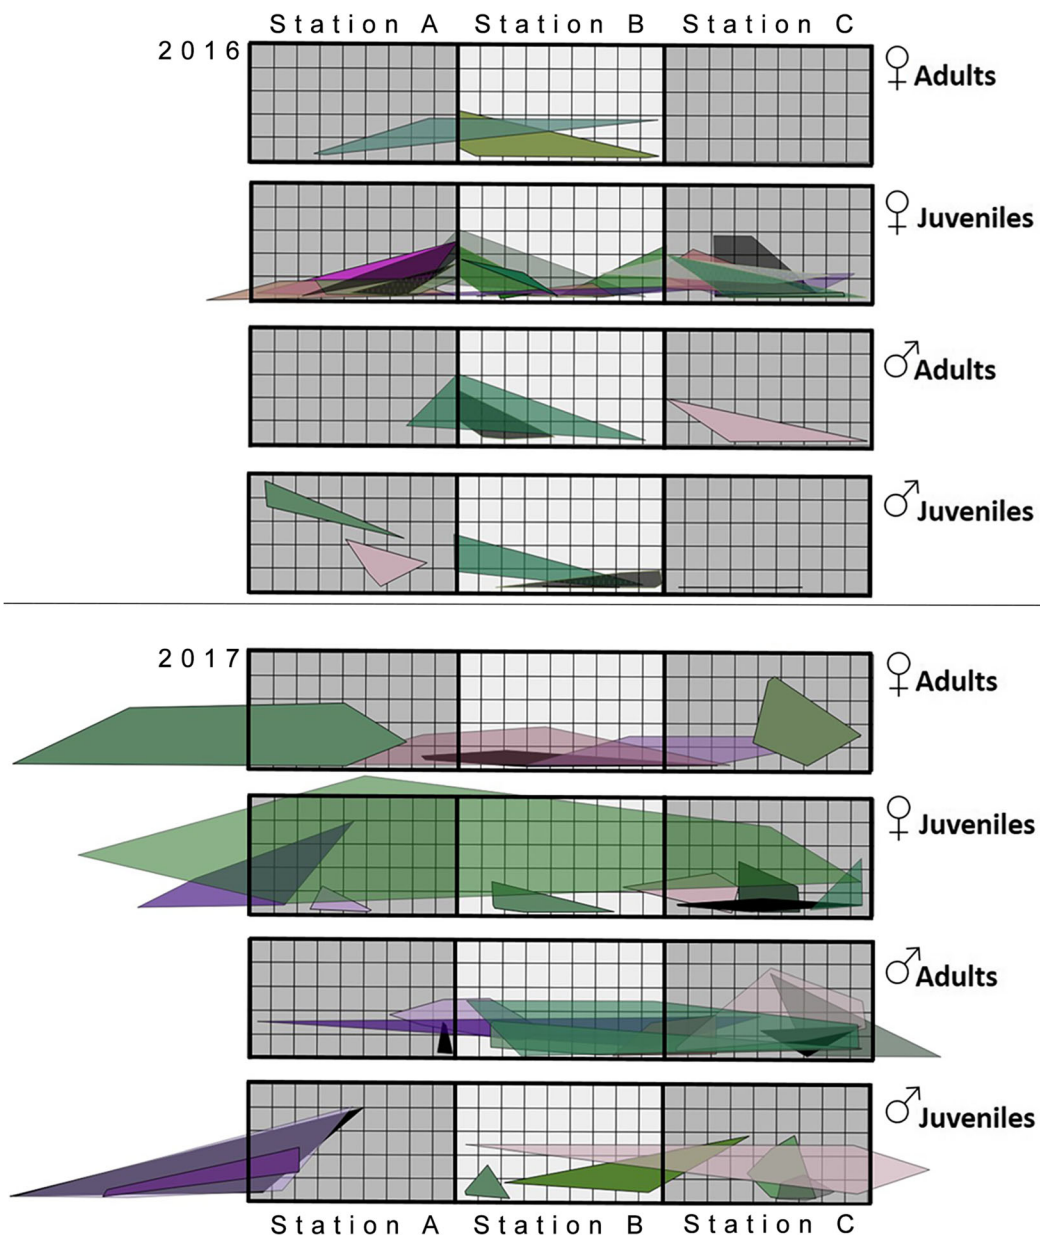 Station A Station B Station C
2016
♀ Adults
♀ Juveniles
♂ Adults
♂ Juveniles
2017
♀ Adults
♀ Juveniles
♂ Adults
♂ Juveniles
Station A Station B Station C